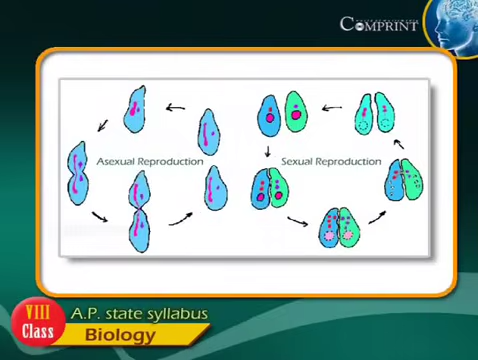 COMPRINT
Asexual Reproduction
Sexual Reproduction
VIII
Class
A.P. state syllabus
Biology